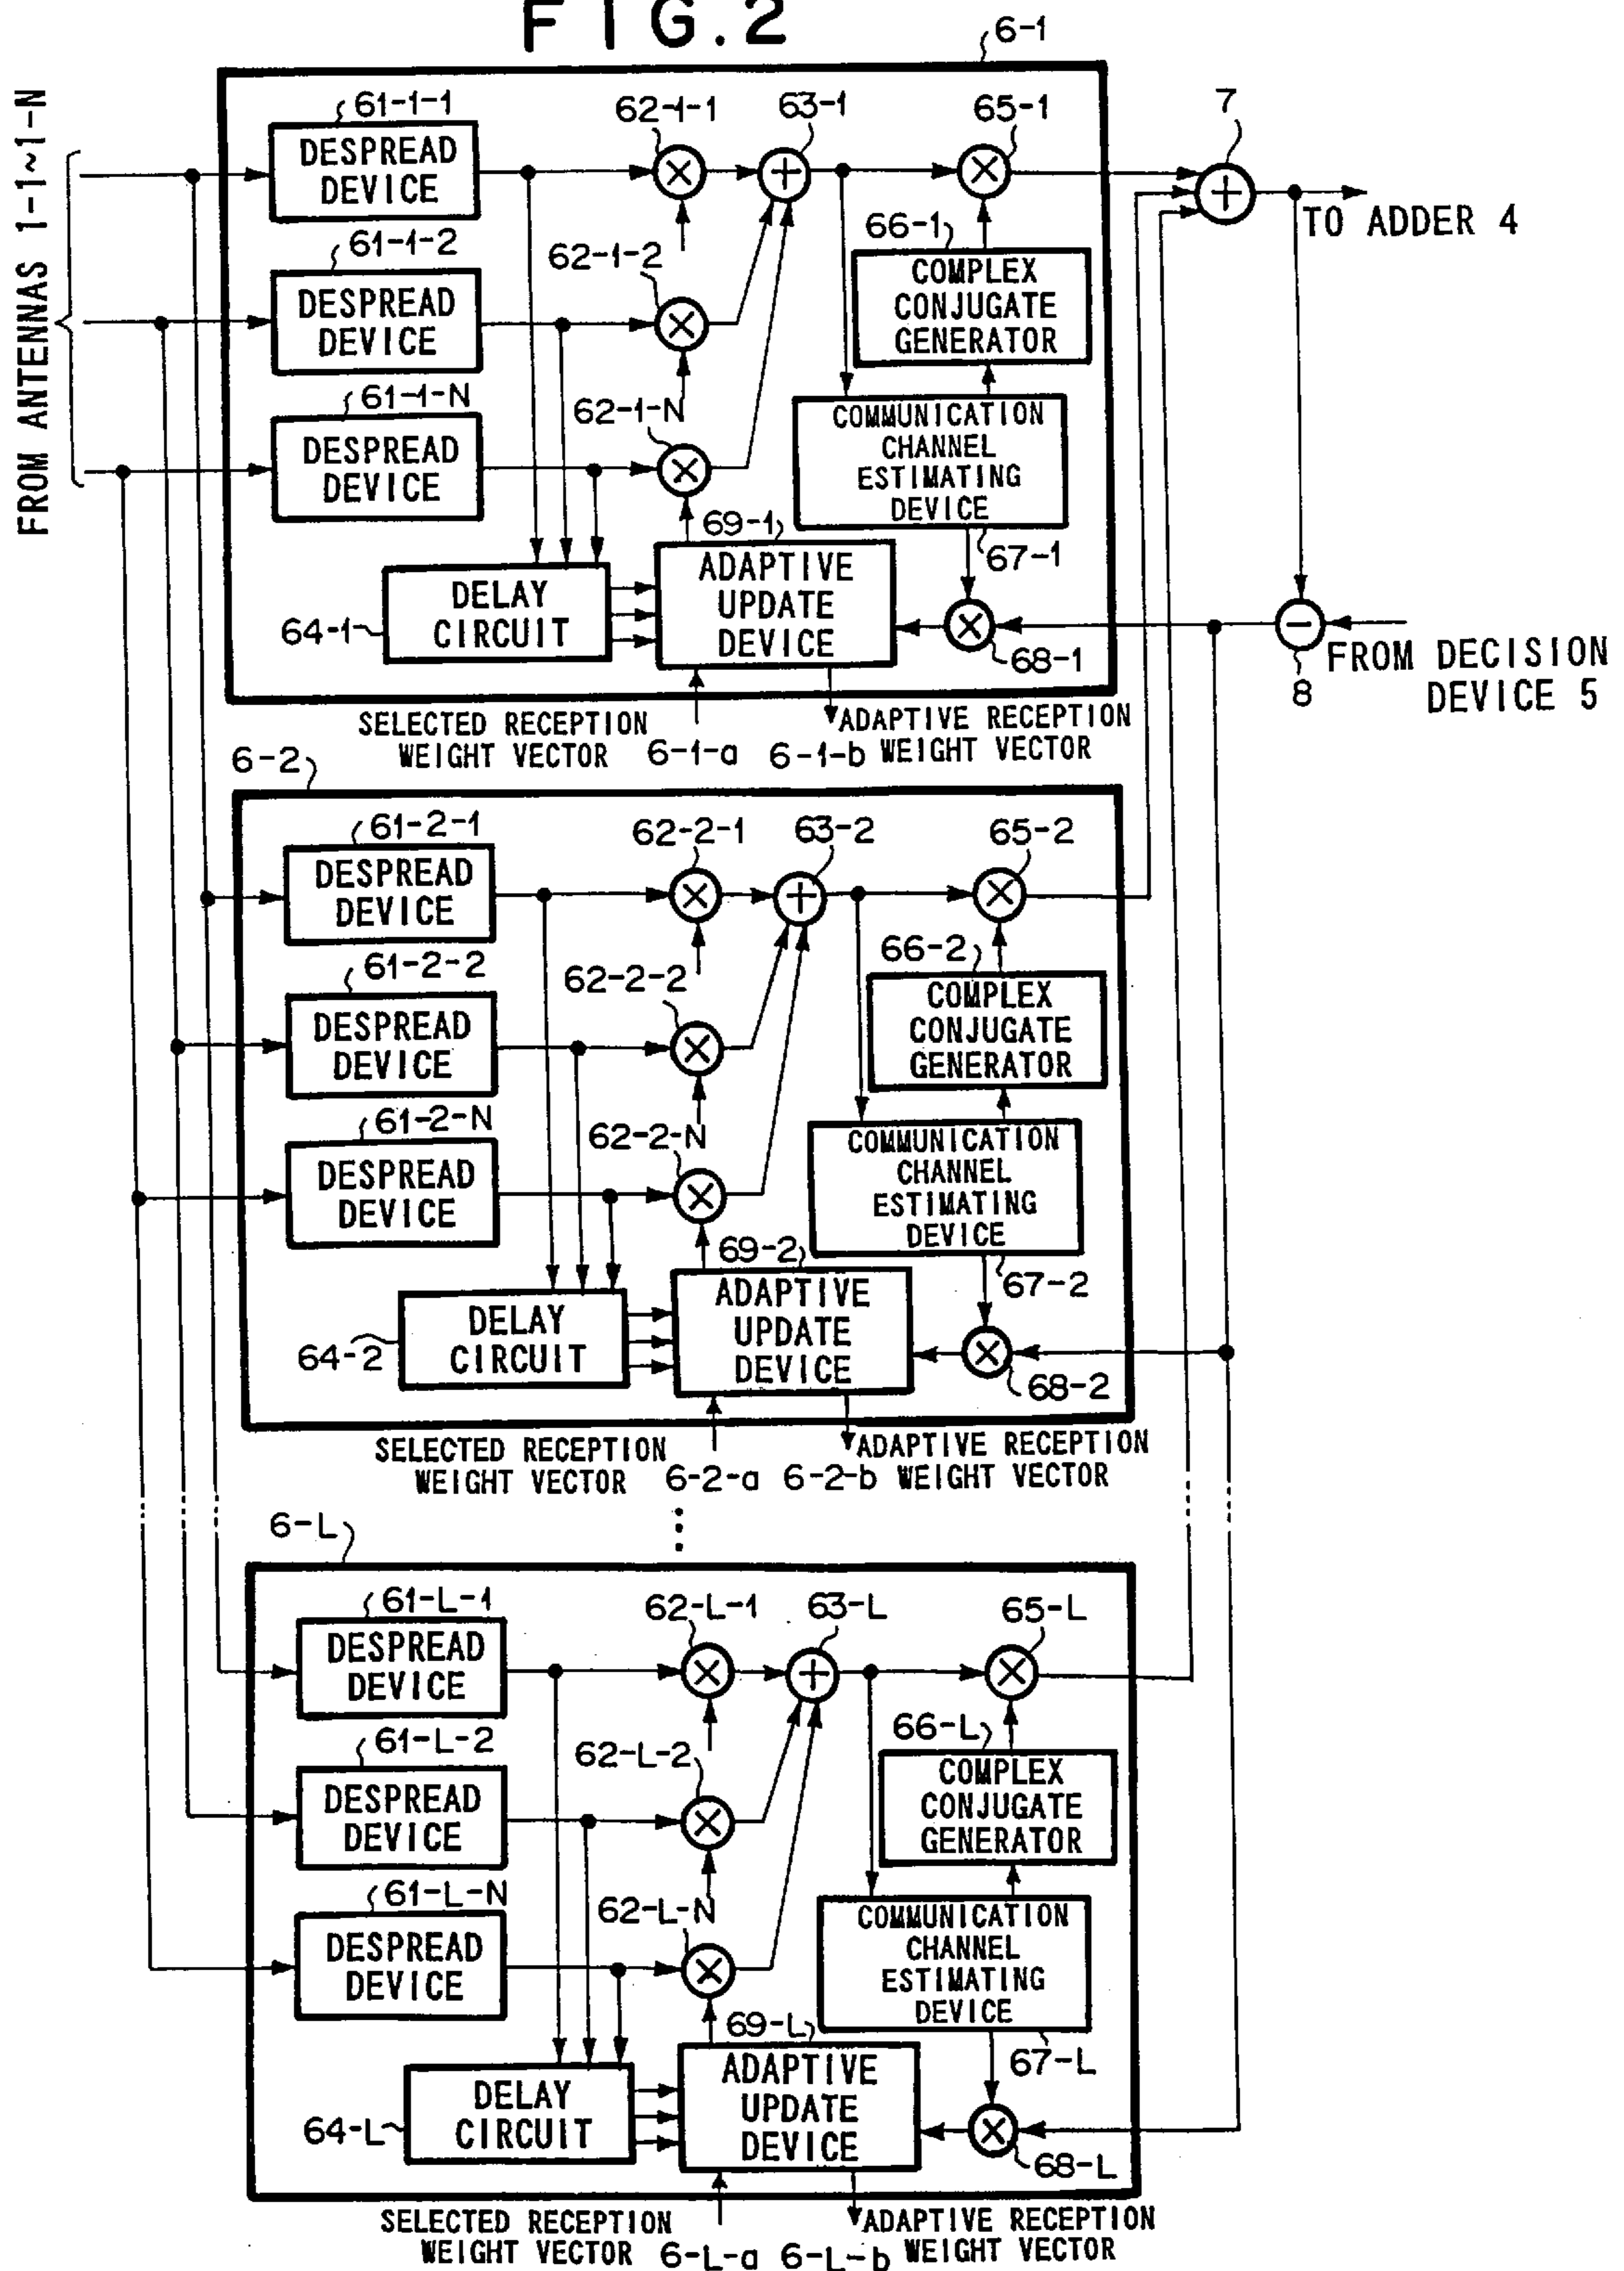 FIG.2
6-1
FROM ANTENNAS 1-1~1-N
61-1-1
62-1-1
63-1
65-1
7
DESPREAD
DEVICE
TO ADDER 4
61-1-2
62-1-2
66-1
DESPREAD
DEVICE
COMPLEX
CONJUGATE
GENERATOR
61-1-N
62-1-N
DESPREAD
DEVICE
COMMUNICATION
CHANNEL
ESTIMATING
DEVICE
69-1
67-1
DELAY
CIRCUIT
64-1
ADAPTIVE
UPDATE
DEVICE
68-1
8
FROM DECISION
DEVICE 5
SELECTED RECEPTION
WEIGHT VECTOR
6-1-a
6-1-b
ADAPTIVE RECEPTION
WEIGHT VECTOR
6-2
61-2-1
62-2-1
63-2
65-2
DESPREAD
DEVICE
61-2-2
62-2-2
66-2
DESPREAD
DEVICE
COMPLEX
CONJUGATE
GENERATOR
61-2-N
62-2-N
DESPREAD
DEVICE
COMMUNICATION
CHANNEL
ESTIMATING
DEVICE
69-2
67-2
DELAY
CIRCUIT
64-2
ADAPTIVE
UPDATE
DEVICE
68-2
SELECTED RECEPTION
WEIGHT VECTOR
6-2-a
6-2-b
ADAPTIVE RECEPTION
WEIGHT VECTOR
6-L
61-L-1
62-L-1
63-L
65-L
DESPREAD
DEVICE
61-L-2
62-L-2
66-L
DESPREAD
DEVICE
COMPLEX
CONJUGATE
GENERATOR
61-L-N
62-L-N
DESPREAD
DEVICE
COMMUNICATION
CHANNEL
ESTIMATING
DEVICE
69-L
67-L
DELAY
CIRCUIT
64-L
ADAPTIVE
UPDATE
DEVICE
68-L
SELECTED RECEPTION
WEIGHT VECTOR
6-L-a
6-L-b
ADAPTIVE RECEPTION
WEIGHT VECTOR